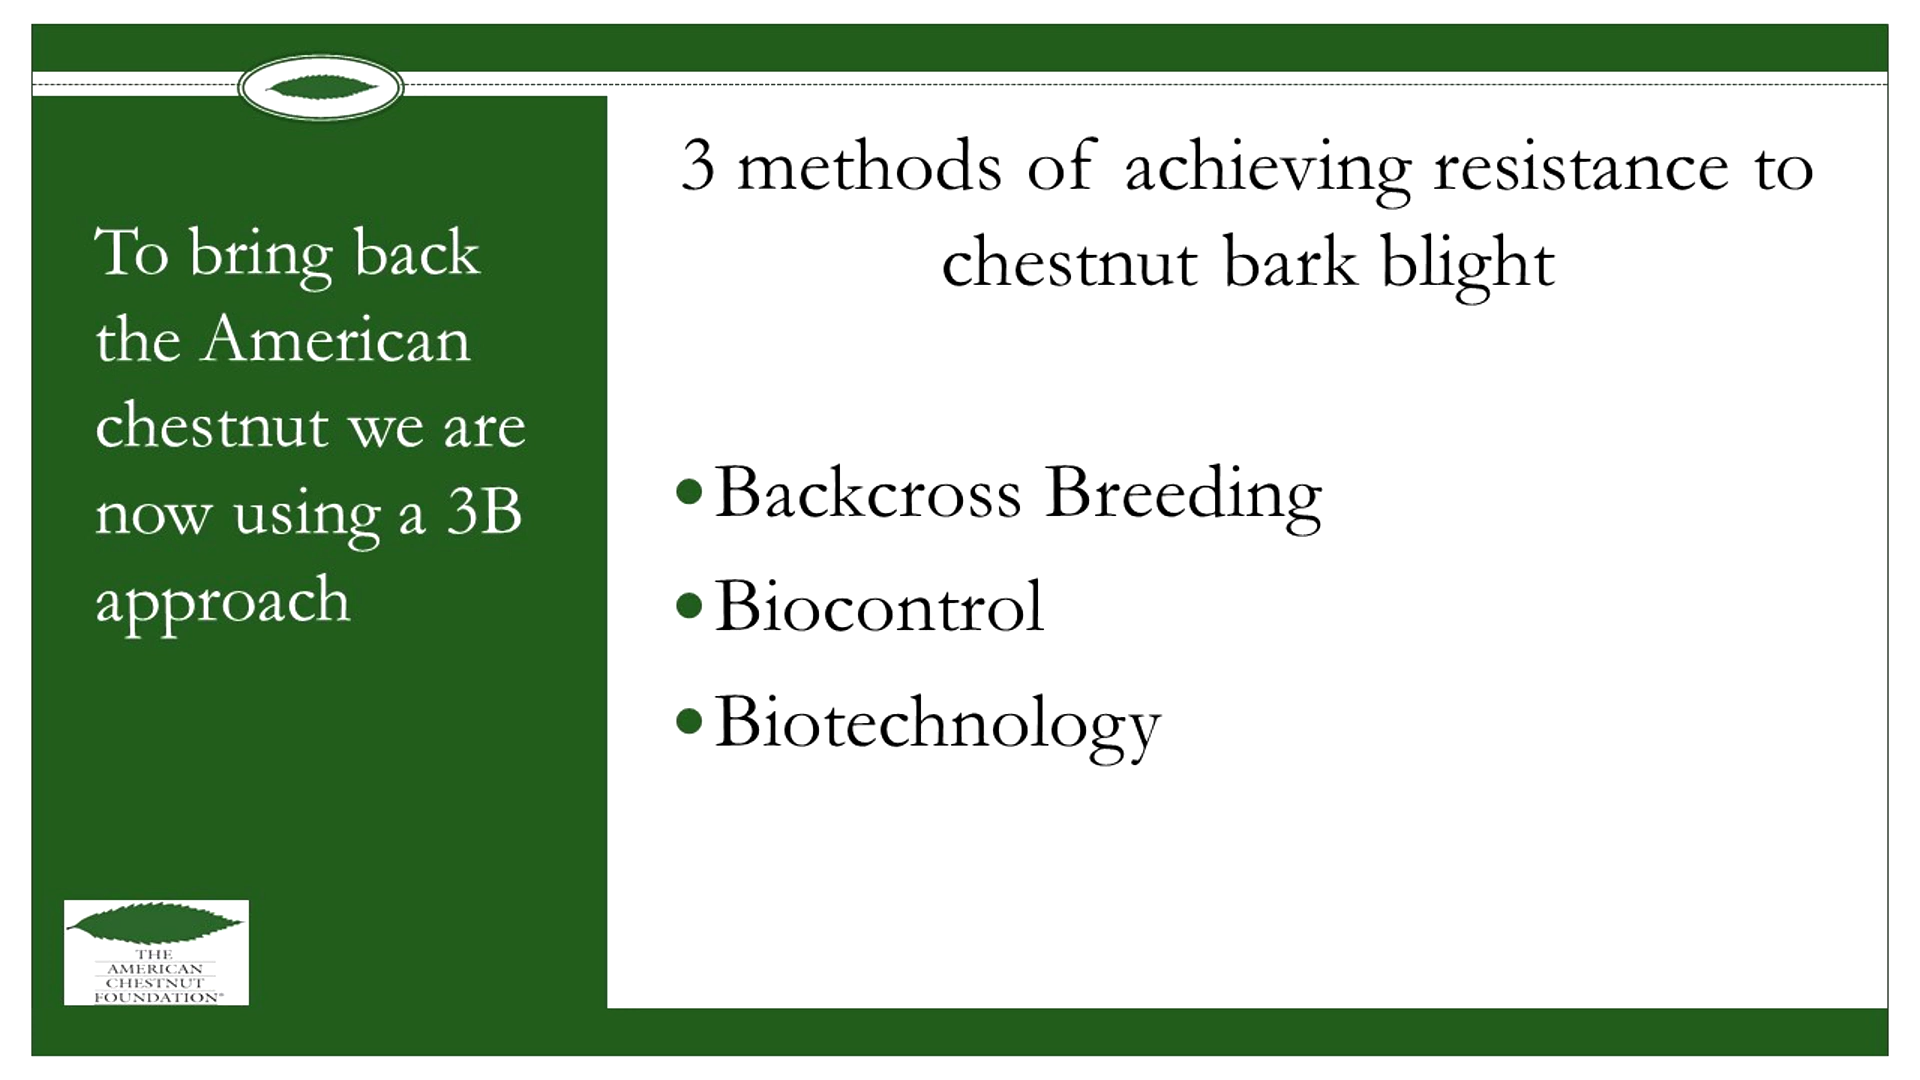 To bring back
the American
chestnut we are
now using a 3B
approach
THE
AMERICAN
CHESTNUT
FOUNDATION®
3 methods of achieving resistance to
chestnut bark blight
• Backcross Breeding
• Biocontrol
• Biotechnology